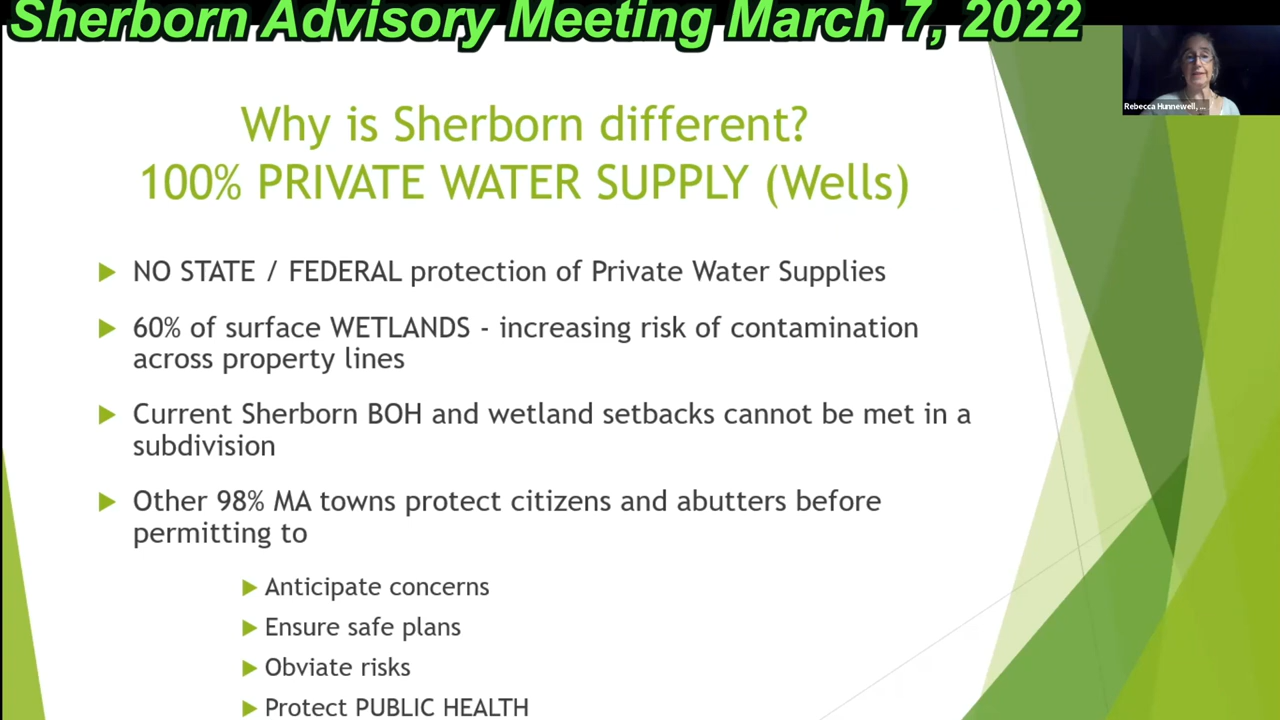 Sherborn Advisory Meeting March 7, 2022
Rebecca Hunnewell, ...
Why is Sherborn different?
100% PRIVATE WATER SUPPLY (Wells)
NO STATE / FEDERAL protection of Private Water Supplies
60% of surface WETLANDS - increasing risk of contamination
across property lines
Current Sherborn BOH and wetland setbacks cannot be met in a
subdivision
Other 98% MA towns protect citizens and abutters before
permitting to
Anticipate concerns
Ensure safe plans
Obviate risks
Protect PUBLIC HEALTH